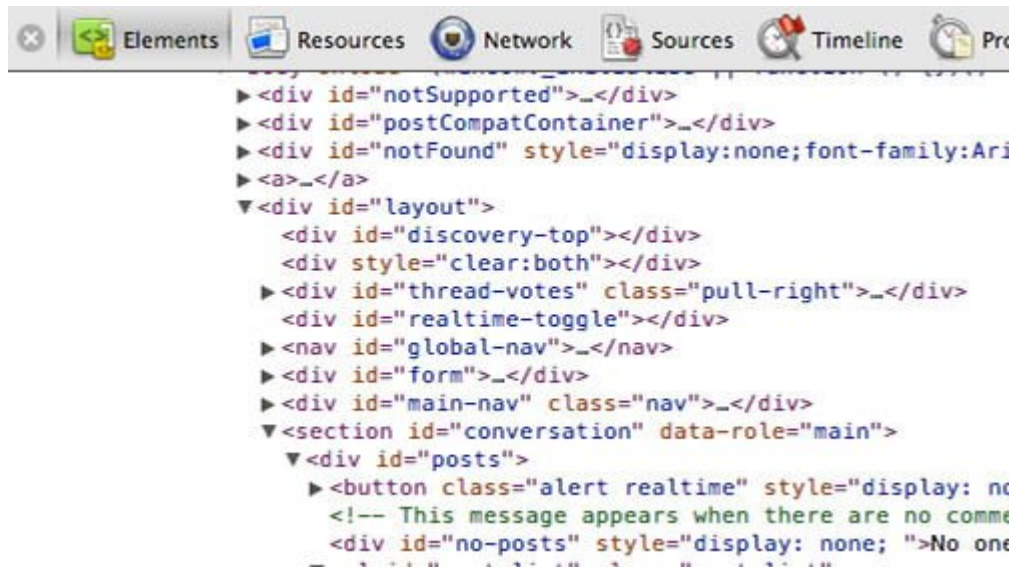 Elements Resources Network Sources Timeline Pro
▶<div id="notSupported">…</div>
▶<div id="postCompatContainer">…</div>
▶<div id="notFound" style="display:none;font-family:Ari
▶<a>…</a>
▼<div id="layout">
<div id="discovery-top"></div>
<div style="clear:both"></div>
▶<div id="thread-votes" class="pull-right">…</div>
<div id="realtime-toggle"></div>
▶<nav id="global-nav">…</nav>
▶<div id="form">…</div>
▶<div id="main-nav" class="nav">…</div>
▼<section id="conversation" data-role="main">
▼<div id="posts">
▶<button class="alert realtime" style="display: no
<!-- This message appears when there are no comme
<div id="no-posts" style="display: none; ">No one